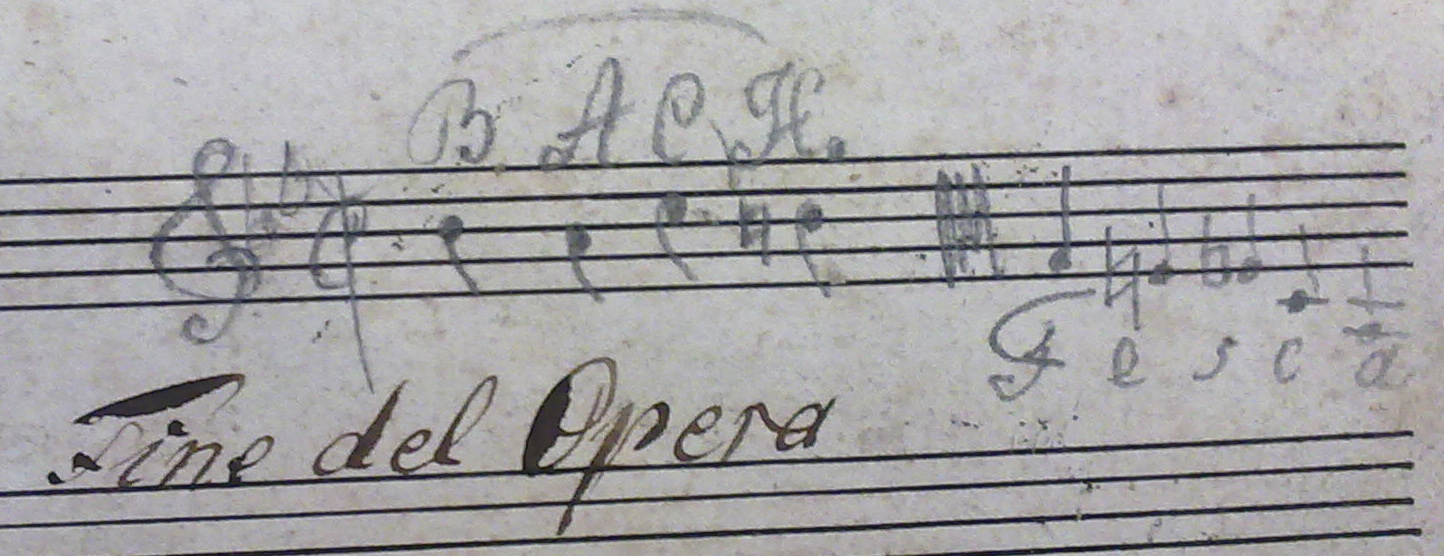 B A C H.
F e s c a
Fine del Opera